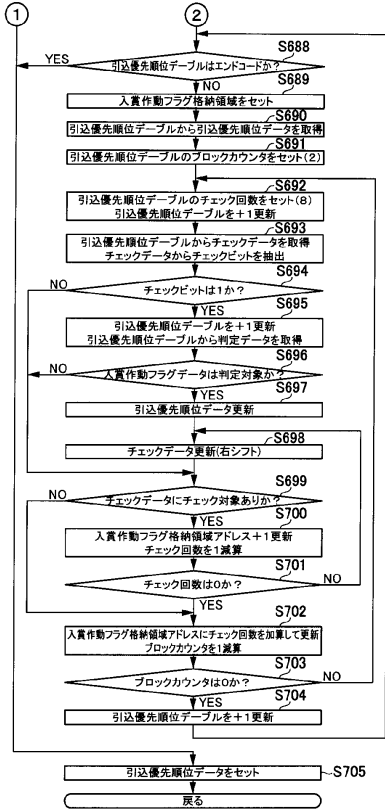 ① ②
S688
YES 引込優先順位テーブルはエンドコードか?
S689
NO
入賞作動フラグ格納領域をセット
S690
引込優先順位テーブルから引込優先順位データを取得
S691
引込優先順位テーブルのブロックカウンタをセット(2)
S692
引込優先順位テーブルのチェック回数をセット(8)
引込優先順位テーブルを+1更新
S693
引込優先順位テーブルからチェックデータを取得
チェックデータからチェックビットを抽出
S694
NO チェックビットは1か?
S695
YES
引込優先順位テーブルを+1更新
引込優先順位テーブルから判定データを取得
S696
NO 入賞作動フラグデータは判定対象か?
S697
YES
引込優先順位データ更新
S698
チェックデータ更新(右シフト)
S699
NO チェックデータにチェック対象ありか?
S700
YES
入賞作動フラグ格納領域アドレス+1更新
チェック回数を1減算
S701
チェック回数は0か? NO
YES
S702
入賞作動フラグ格納領域アドレスにチェック回数を加算して更新
ブロックカウンタを1減算
S703
ブロックカウンタは0か? NO
S704
YES
引込優先順位テーブルを+1更新
引込優先順位データをセット S705
戻る